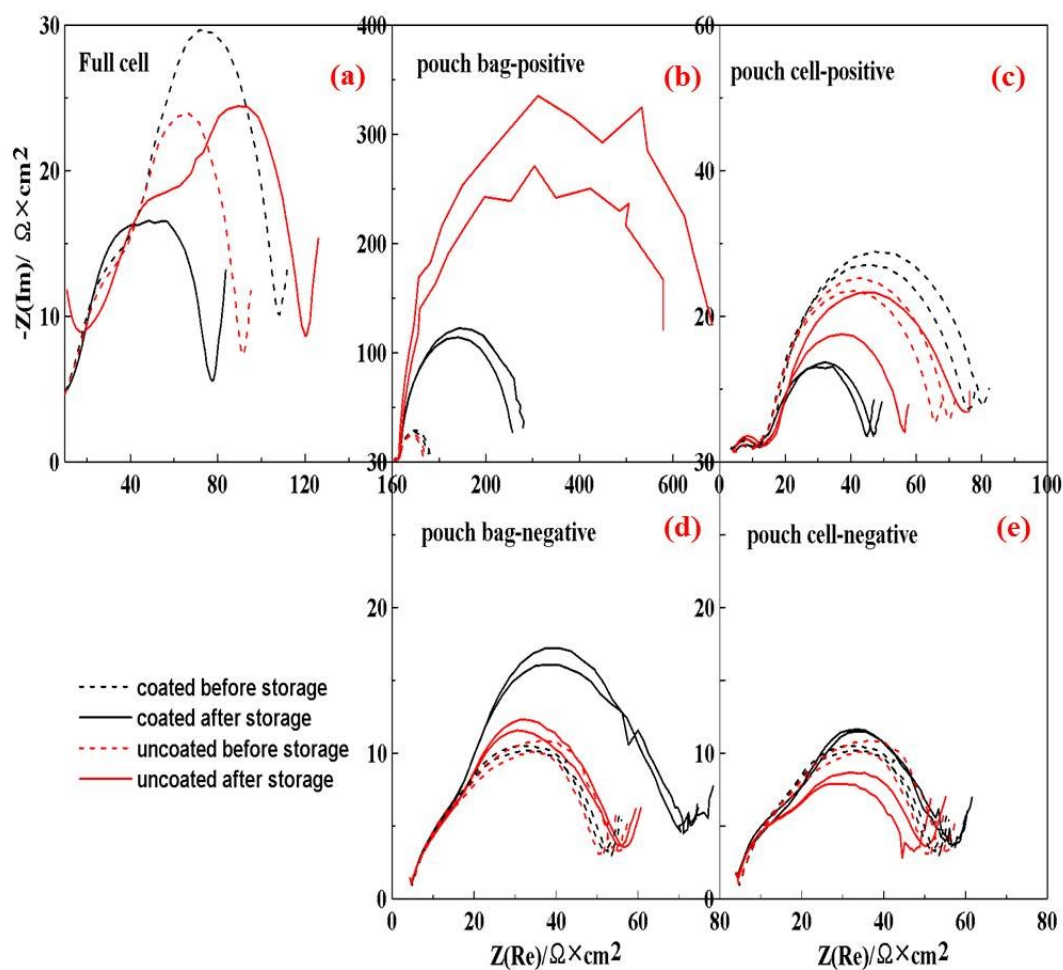 30
400
60
Full cell
(a)
pouch bag-positive
(b)
pouch cell-positive
(c)
300
50
20
40
-Z(Im)/ Ω×cm2
200
10
100
20
0
30
30
40
80
120
160
200
400
600
0
20
40
60
80
100
pouch bag-negative
(d)
pouch cell-negative
(e)
20
20
coated before storage
coated after storage
uncoated before storage
uncoated after storage
10
10
0
0
0
20
40
60
80
20
40
60
80
Z(Re)/Ω×cm2
Z(Re)/Ω×cm2